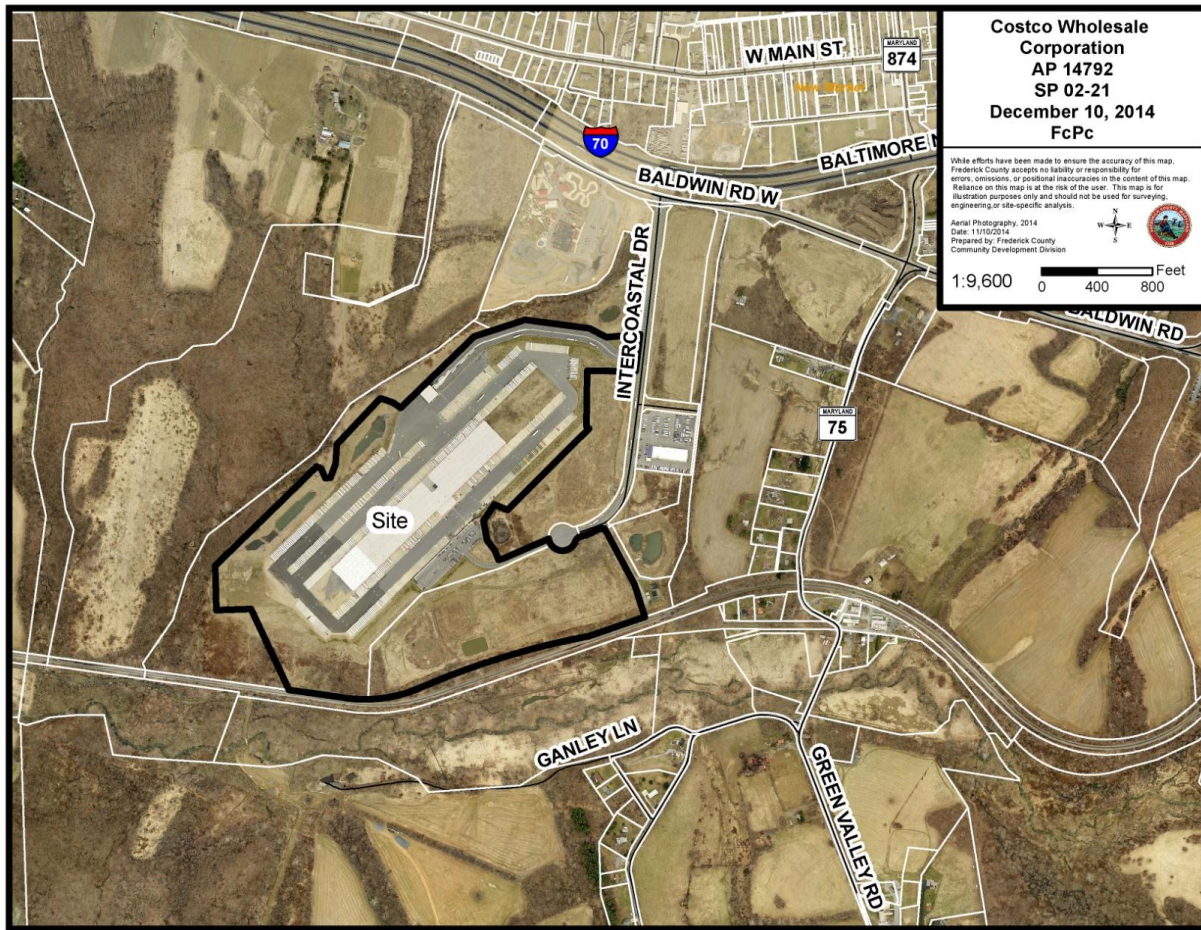 Costco Wholesale
Corporation
AP 14792
SP 02-21
December 10, 2014
FcPc
While efforts have been made to ensure the accuracy of this map,
Frederick County accepts no liability or responsibility for
errors, omissions, or positional inaccuracies in the content of this map.
Reliance on this map is at the risk of the user. This map is for
illustration purposes only and should not be used for surveying,
engineering,or site-specific analysis.
Aerial Photography, 2014
Date: 11/10/2014
Prepared by: Frederick County
Community Development Division
N
W E
S
1:9,600
Feet
0 400 800
W MAIN ST
MARYLAND
874
New Market
70
BALTIMORE N
BALDWIN RD W
INTERCOASTAL DR
BALDWIN RD
MARYLAND
75
Site
GANLEY LN
GREEN VALLEY RD